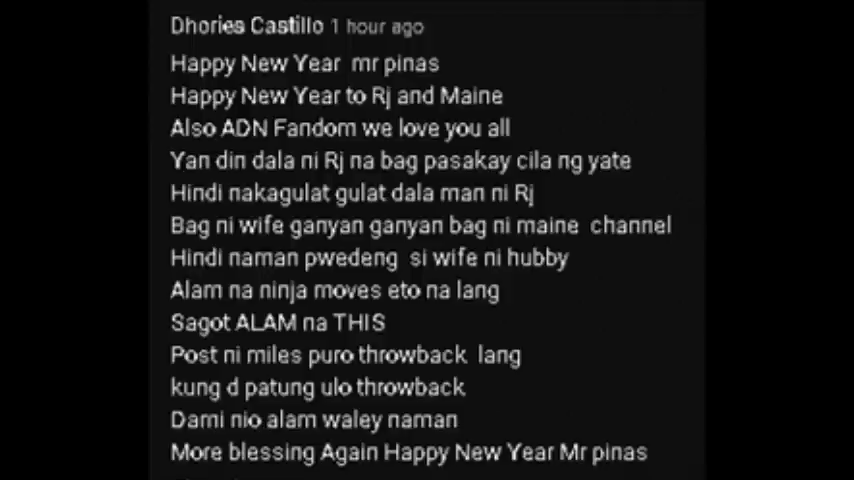 Dhories Castillo 1 hour ago
Happy New Year mr pinas
Happy New Year to Rj and Maine
Also ADN Fandom we love you all
Yan din dala ni Rj na bag pasakay cila ng yate
Hindi nakagulat gulat dala man ni Rj
Bag ni wife ganyan ganyan bag ni maine channel
Hindi naman pwedeng si wife ni hubby
Alam na ninja moves eto na lang
Sagot ALAM na THIS
Post ni miles puro throwback lang
kung d patung ulo throwback
Dami nio alam waley naman
More blessing Again Happy New Year Mr pinas